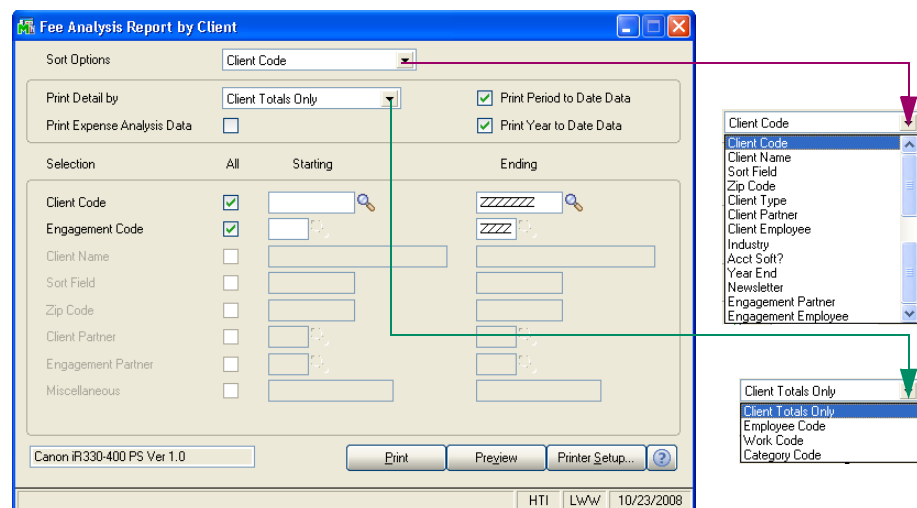 Fee Analysis Report by Client
Sort Options Client Code
Print Detail by Client Totals Only Print Period to Date Data
Print Expense Analysis Data Print Year to Date Data
Selection All Starting Ending
Client Code ZZZZZZZ
Engagement Code ZZZZ
Client Name
Sort Field
Zip Code
Client Partner
Engagement Partner
Miscellaneous
Canon iR330-400 PS Ver 1.0 Print Preview Printer Setup... ?
HTI LWW 10/23/2008
Client Code
Client Code
Client Name
Sort Field
Zip Code
Client Type
Client Partner
Client Employee
Industry
Acct Soft?
Year End
Newsletter
Engagement Partner
Engagement Employee
Client Totals Only
Client Totals Only
Employee Code
Work Code
Category Code